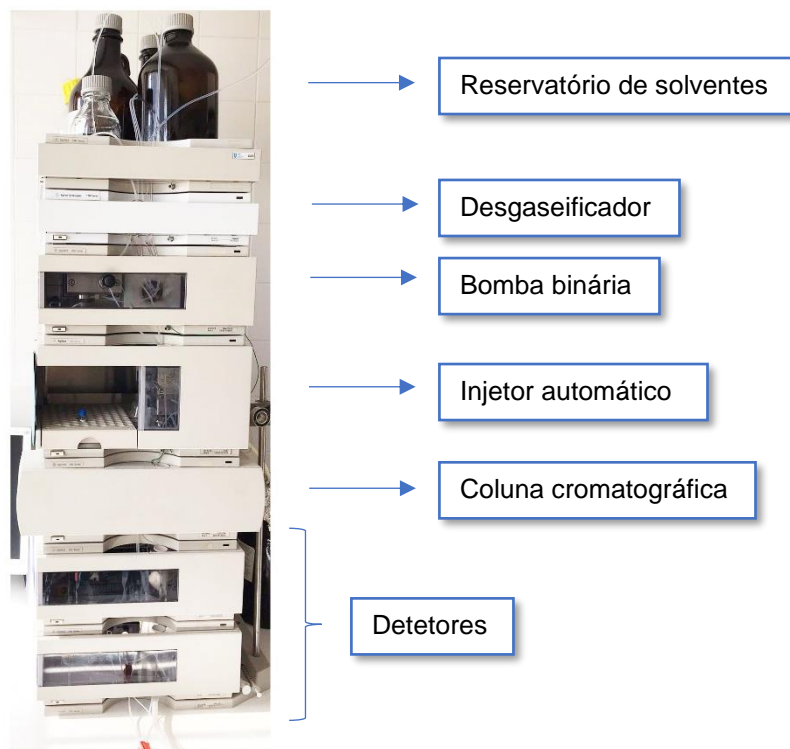 Reservatório de solventes
Desgaseificador
Bomba binária
Injetor automático
Coluna cromatográfica
Detetores